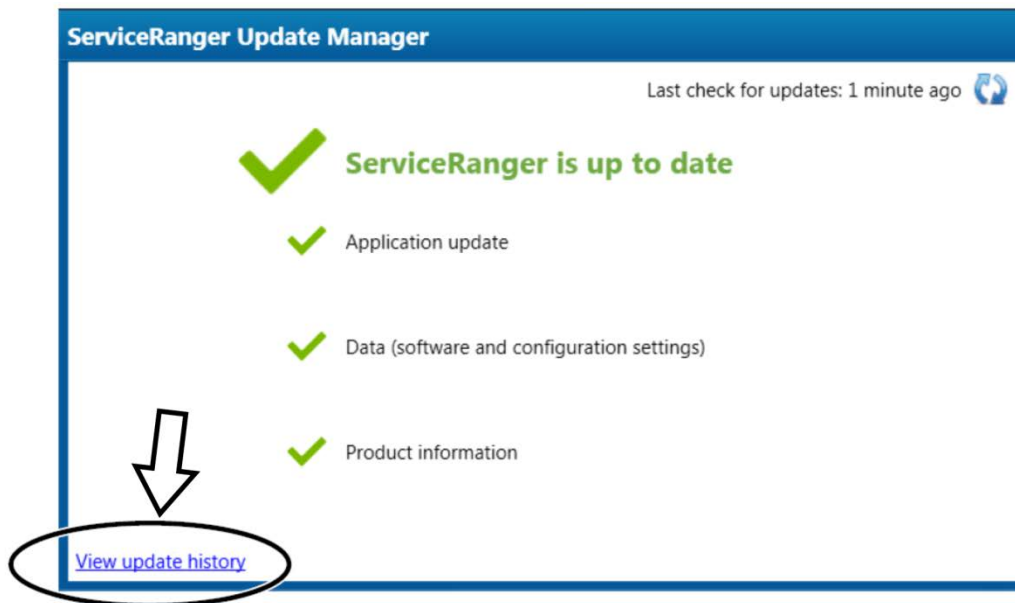 ServiceRanger Update Manager
Last check for updates: 1 minute ago
ServiceRanger is up to date
Application update
Data (software and configuration settings)
Product information
View update history